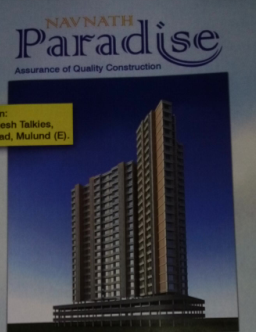 NAVNATH
Paradise
Assurance of Quality Construction
n:
esh Talkies,
ad, Mulund (E).